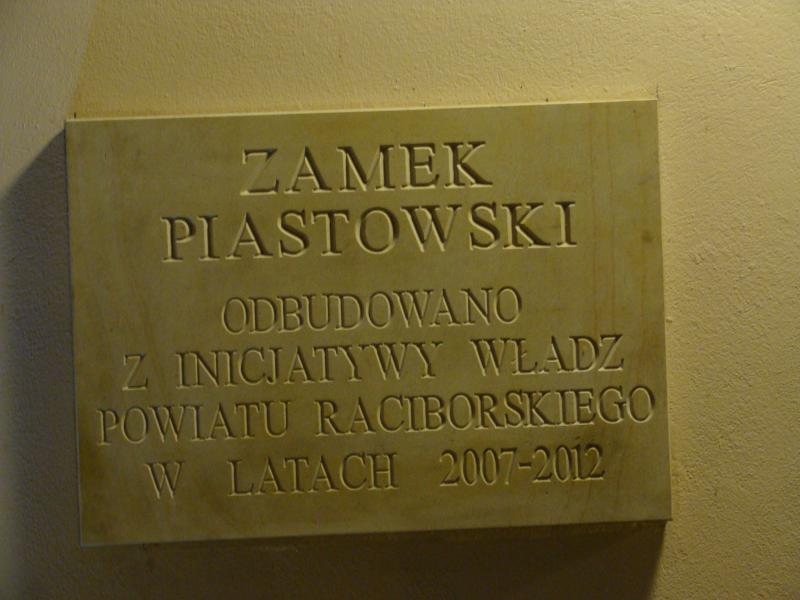 ZAMEK
PIASTOWSKI
ODBUDOWANO
Z INICJATYWY WŁADZ
POWIATU RACIBORSKIEGO
W LATACH 2007-2012